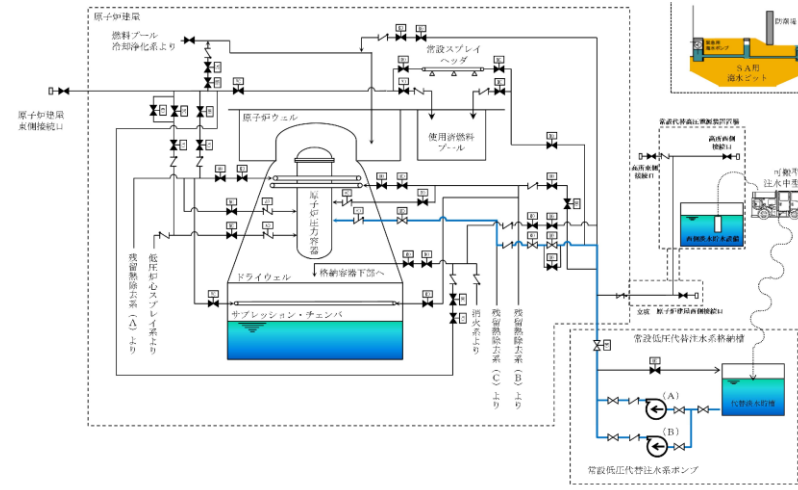 原子炉建屋
燃料プール
冷却浄化系より
常設スプレイ
ヘッダ
原子炉建屋
東側接続口
原子炉ウェル
使用済燃料
プール
原子炉圧力容器
ドライウェル
格納容器下部へ
サプレッション・チェンバ
残留熱除去系(A)より
低圧炉心スプレイ系より
消火系より
残留熱除去系(C)より
残留熱除去系(B)より
防潮堤
SA用
海水ピット
常設代替高圧電源装置置場
高所東側
接続口
高所西側
接続口
西側淡水貯水設備
可搬型
注水中型
立坑
原子炉建屋西側接続口
常設低圧代替注水系格納槽
代替淡水貯槽
(A)
(B)
常設低圧代替注水系ポンプ